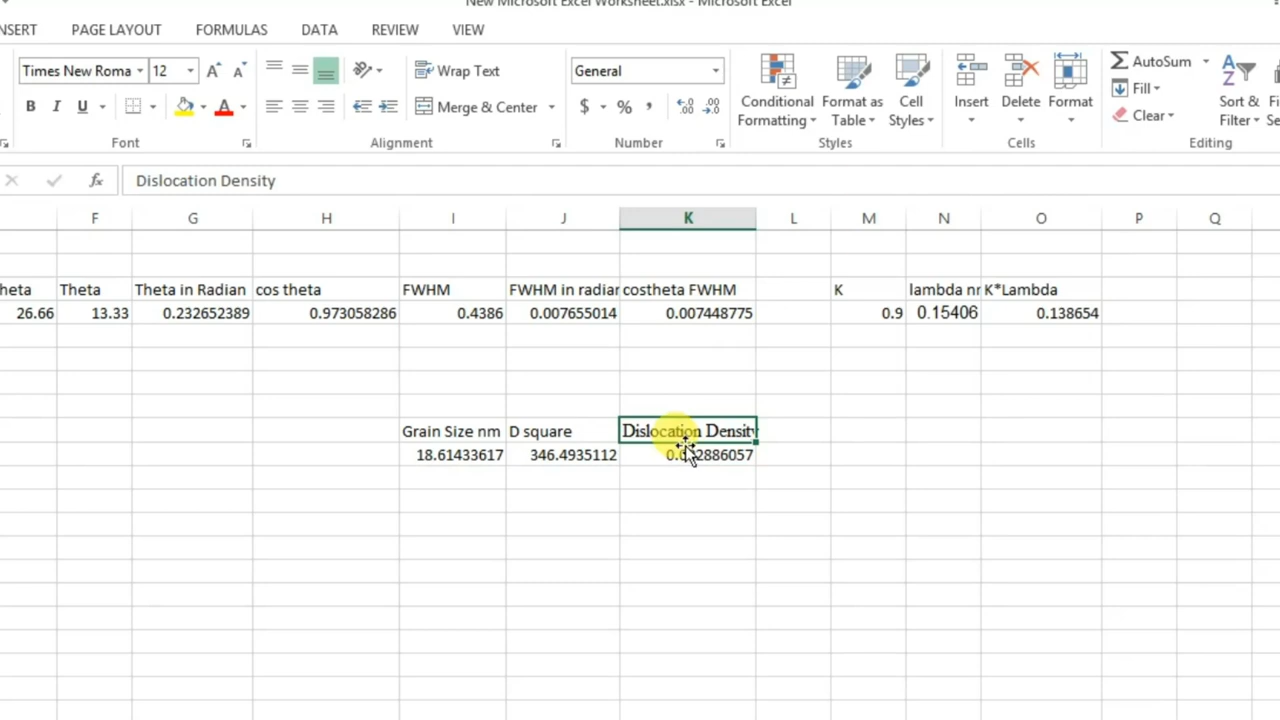 New Microsoft Excel Worksheet.xlsx - Microsoft Excel
NSERT PAGE LAYOUT FORMULAS DATA REVIEW VIEW
Times New Roma 12 Wrap Text General AutoSum
B I U Merge & Center $ % Conditional Formatting Format as Table Cell Styles Insert Delete Format Fill Clear Sort & Filter
Font Alignment Number Styles Cells Editing
fx Dislocation Density
F G H I J K L M N O P Q
heta Theta Theta in Radian cos theta FWHM FWHM in radian costheta FWHM K lambda K*Lambda
26.66 13.33 0.232652389 0.973058286 0.4386 0.007655014 0.007448775 0.9 0.15406 0.138654
Grain Size nm D square Dislocation Density
18.61433617 346.4935112